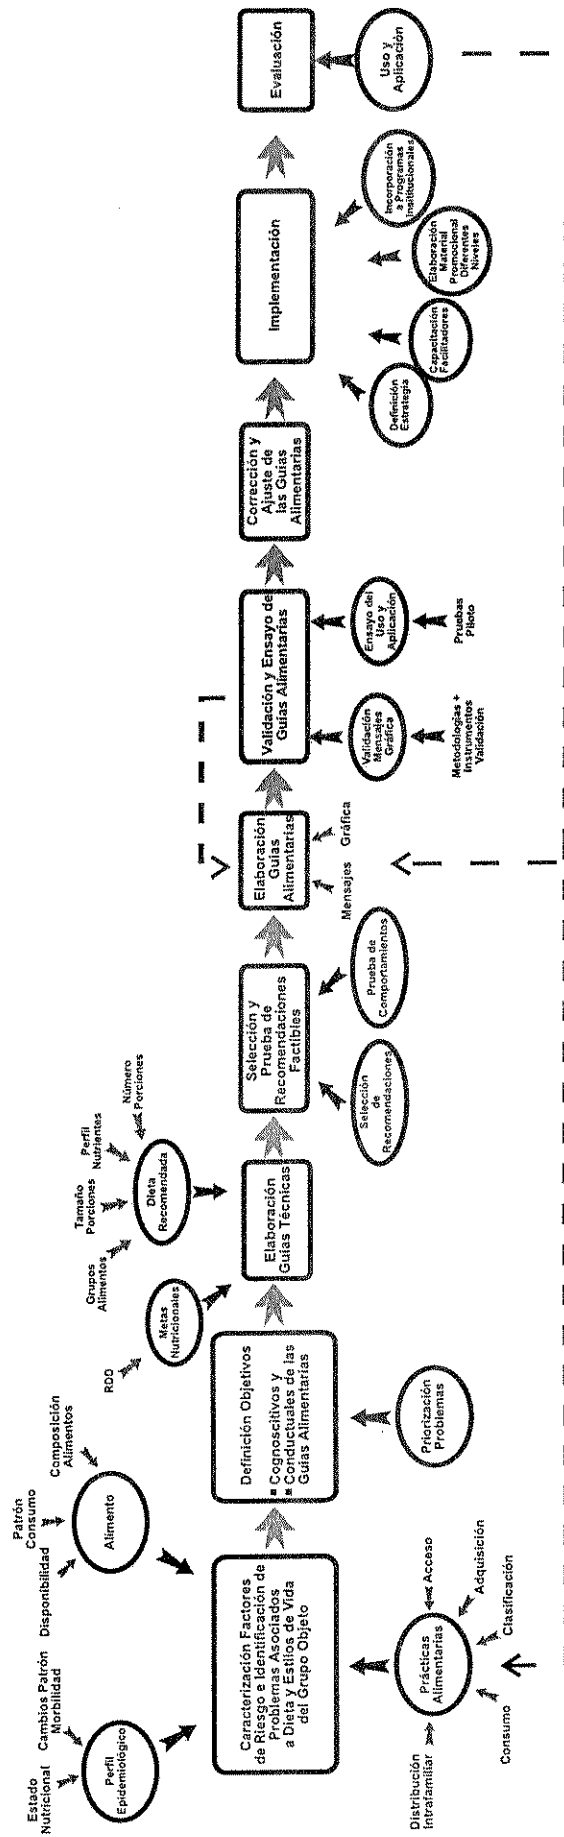 Estado
Nutricional
Cambios Patrón
Morbilidad
Perfil
Epidemiológico
Disponibilidad
Patrón
Consumo
Composición
Alimentos
Alimento
Caracterización Factores
de Riesgo e Identificación de
Problemas Asociados
a Dieta y Estilos de Vida
del Grupo Objeto
Distribución
Intrafamiliar
Consumo
Clasificación
Adquisición
Acceso
Prácticas
Alimentarias
Definición Objetivos
■ Cognoscitivos y
■ Conductuales de las
Guías Alimentarias
Priorización
Problemas
RDD
Metas
Nutricionales
Grupos
Alimentos
Tamaño
Porciones
Perfil
Nutrientes
Número
Porciones
Dieta
Recomendada
Elaboración
Guías Técnicas
Selección y
Prueba de
Recomendaciones
Factibles
Selección
de
Recomendaciones
Prueba de
Comportamientos
Elaboración
Guías
Alimentarias
Mensajes
Gráfica
Validación y Ensayo de
Guías Alimentarias
Validación
Mensajes
Gráfica
Metodologías +
Instrumentos
Validación
Ensayo del
Uso y
Aplicación
Pruebas
Piloto
Corrección y
Ajuste de
las Guías
Alimentarias
Implementación
Definición
Estrategia
Capacitación
Facilitadores
Elaboración
Material
Promocional
Diferentes
Niveles
Incorporación
a Programas
Insititucionales
Evaluación
Uso y
Aplicación